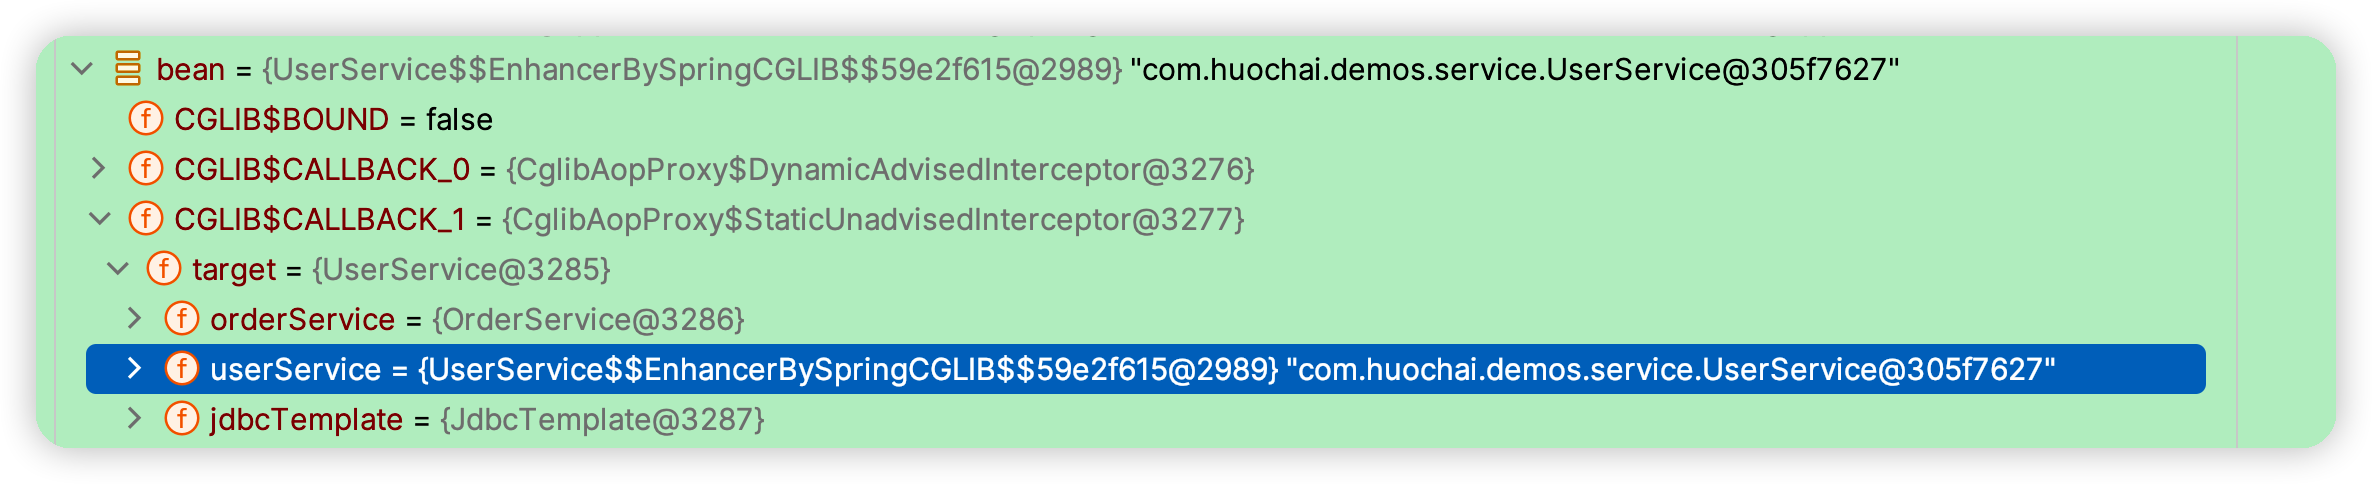 bean = {UserService$$EnhancerBySpringCGLIB$$59e2f615@2989} "com.huochai.demos.service.UserService@305f7627"
f CGLIB$BOUND = false
f CGLIB$CALLBACK_0 = {CglibAopProxy$DynamicAdvisedInterceptor@3276}
f CGLIB$CALLBACK_1 = {CglibAopProxy$StaticUnadvisedInterceptor@3277}
f target = {UserService@3285}
f orderService = {OrderService@3286}
f userService = {UserService$$EnhancerBySpringCGLIB$$59e2f615@2989} "com.huochai.demos.service.UserService@305f7627"
f jdbcTemplate = {JdbcTemplate@3287}